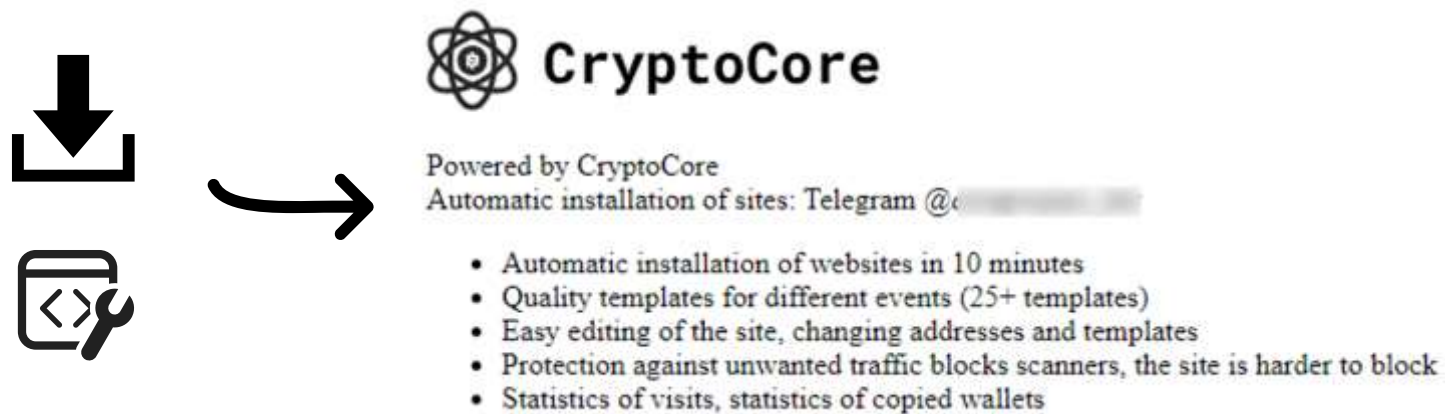 CryptoCore
Powered by CryptoCore
Automatic installation of sites: Telegram
• Automatic installation of websites in 10 minutes
• Quality templates for different events (25+ templates)
• Easy editing of the site, changing addresses and templates
• Protection against unwanted traffic blocks scanners, the site is harder to block
• Statistics of visits, statistics of copied wallets